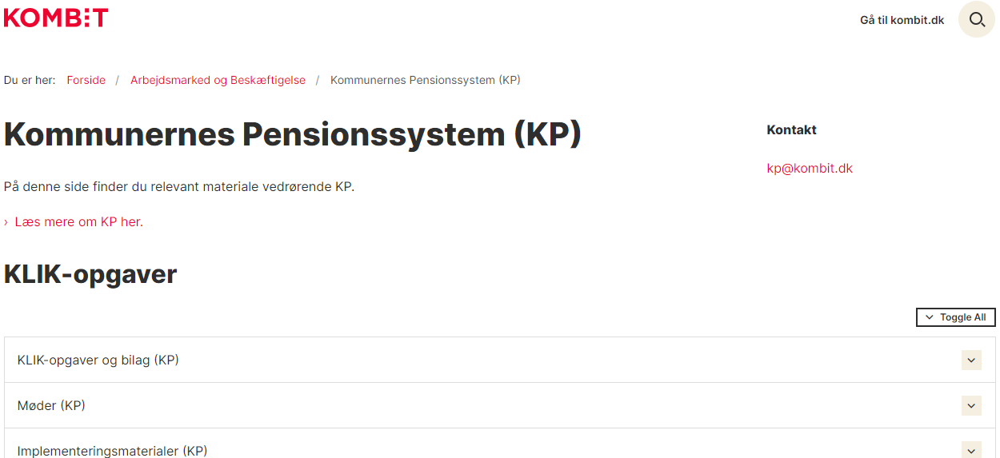 KOMBIT
Gå til kombit.dk
Du er her: Forside / Arbejdsmarked og Beskæftigelse / Kommunernes Pensionssystem (KP)
Kommunernes Pensionssystem (KP)
Kontakt
kp@kombit.dk
På denne side finder du relevant materiale vedrørende KP.
› Læs mere om KP her.
KLIK-opgaver
Toggle All
KLIK-opgaver og bilag (KP)
Møder (KP)
Implementeringsmaterialer (KP)